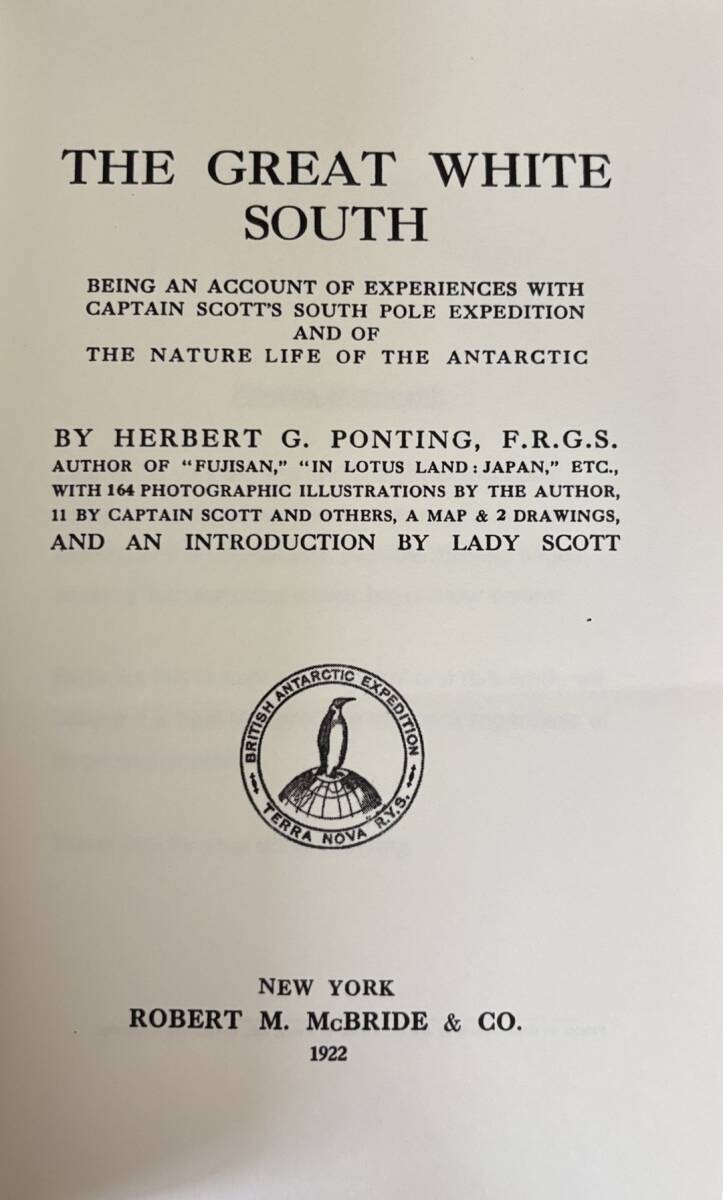 THE GREAT WHITE
SOUTH
BEING AN ACCOUNT OF EXPERIENCES WITH
CAPTAIN SCOTT'S SOUTH POLE EXPEDITION
AND OF
THE NATURE LIFE OF THE ANTARCTIC
BY HERBERT G. PONTING, F.R.G.S.
AUTHOR OF "FUJISAN," "IN LOTUS LAND: JAPAN," ETC.,
WITH 164 PHOTOGRAPHIC ILLUSTRATIONS BY THE AUTHOR,
11 BY CAPTAIN SCOTT AND OTHERS, A MAP & 2 DRAWINGS,
AND AN INTRODUCTION BY LADY SCOTT
BRITISH ANTARCTIC EXPEDITION
TERRA NOVA R.Y.S.
NEW YORK
ROBERT M. McBRIDE & CO.
1922